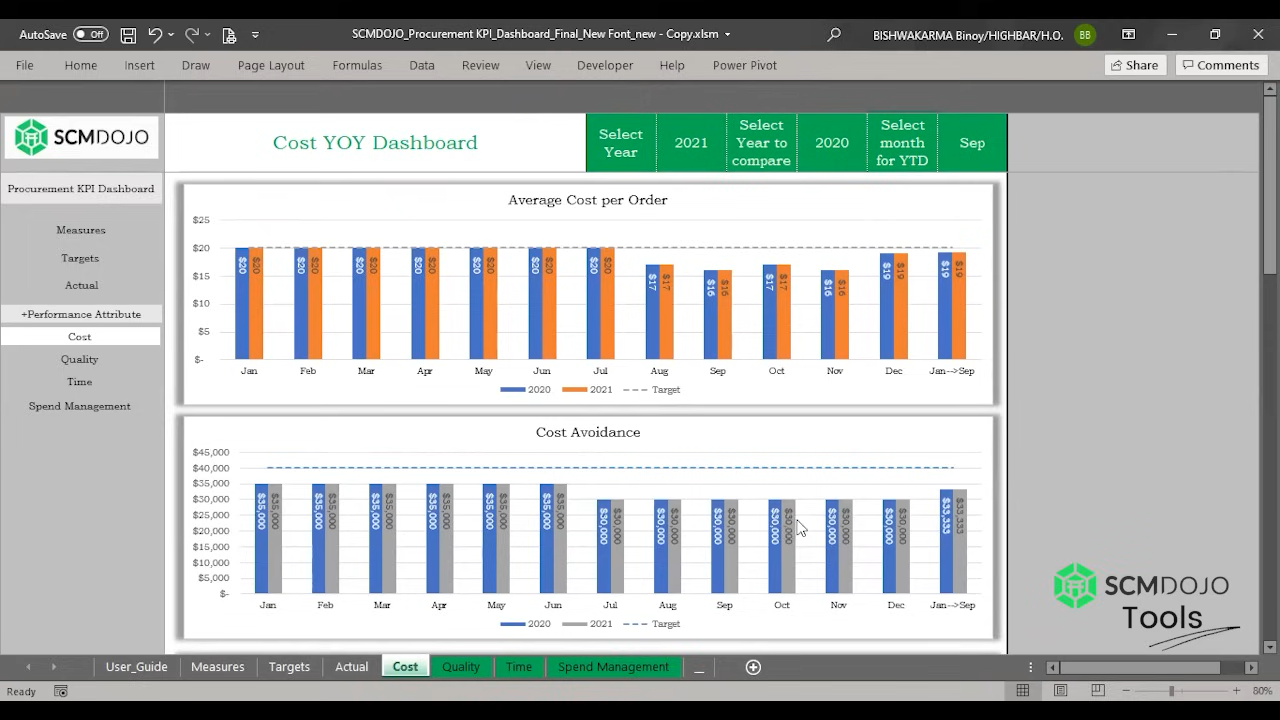 AutoSave Off
SCMDOJO_Procurement KPI_Dashboard_Final_New Font_new - Copy.xlsm
BISHWAKARMA Binoy/HIGHBAR/H.O. BB
File Home Insert Draw Page Layout Formulas Data Review View Developer Help Power Pivot Share Comments
SCMDOJO
Procurement KPI Dashboard
Measures
Targets
Actual
+Performance Attribute
Cost
Quality
Time
Spend Management
Cost YOY Dashboard
Select Year
2021
Select Year to compare
2020
Select month for YTD
Sep
Average Cost per Order
$25
$20
$15
$10
$5
$-
$20 $20 $20 $20 $20 $20 $20 $20 $20 $20 $20 $20 $20 $20 $17 $17 $16 $16 $17 $17 $16 $16 $19 $19 $19 $19
Jan Feb Mar Apr May Jun Jul Aug Sep Oct Nov Dec Jan-->Sep
2020 2021 Target
Cost Avoidance
$45,000
$40,000
$35,000
$30,000
$25,000
$20,000
$15,000
$10,000
$5,000
$-
$35,000 $35,000 $35,000 $35,000 $35,000 $35,000 $35,000 $35,000 $35,000 $35,000 $35,000 $35,000 $30,000 $30,000 $30,000 $30,000 $30,000 $30,000 $30,000 $30,000 $30,000 $30,000 $30,000 $30,000 $33,333 $33,333
Jan Feb Mar Apr May Jun Jul Aug Sep Oct Nov Dec Jan-->Sep
2020 2021 Target
SCMDOJO
Tools
User_Guide Measures Targets Actual Cost Quality Time Spend Management
Ready
80%